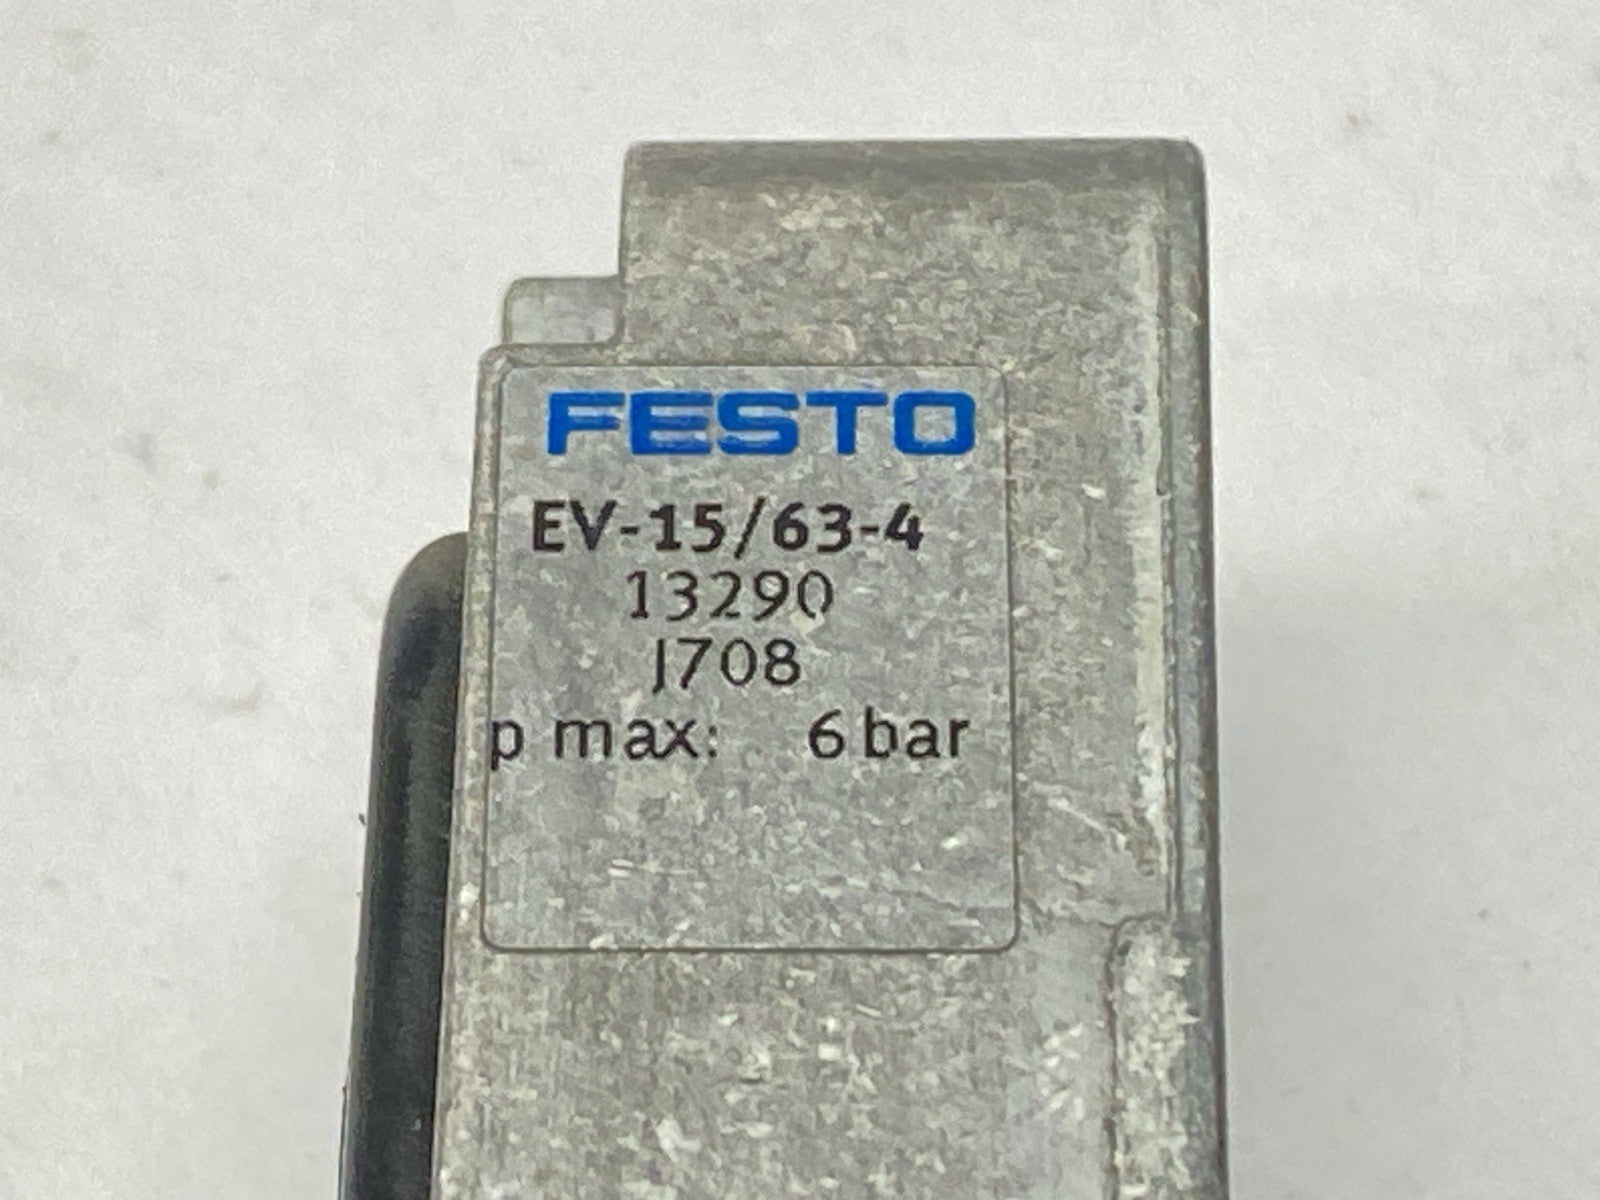 FESTO
EV-15/63-4
13290
J708
p max: 6 bar